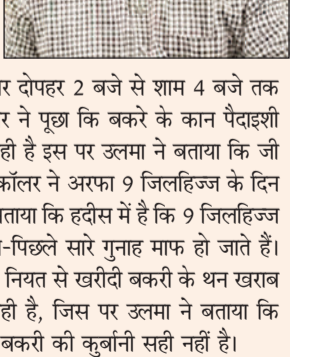 र दोपहर 2 बजे से शाम 4 बजे तक
र ने पूछा कि बकरे के कान पैदाइशी
ही है इस पर उलमा ने बताया कि जी
कॉलर ने अरफा 9 जिलहिज्ज के दिन
ताया कि हदीस में है कि 9 जिलहिज्ज
-पिछले सारे गुनाह माफ हो जाते हैं।
नियत से खरीदी बकरी के थन खराब
ही है, जिस पर उलमा ने बताया कि
बकरी की कुर्बानी सही नहीं है।